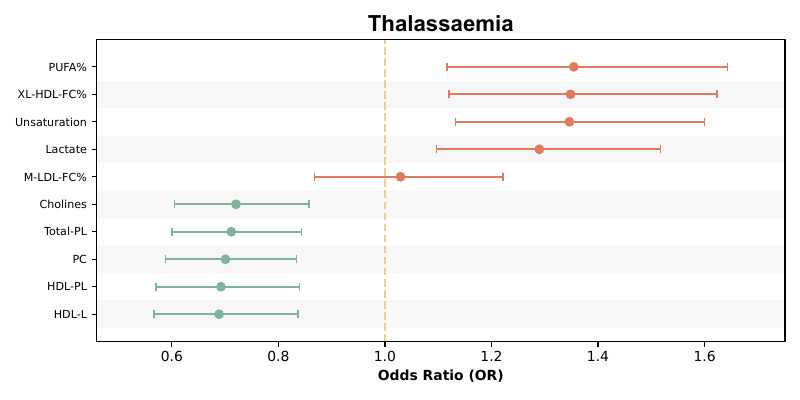 Thalassaemia
PUFA%
XL-HDL-FC%
Unsaturation
Lactate
M-LDL-FC%
Cholines
Total-PL
PC
HDL-PL
HDL-L
0.6 0.8 1.0 1.2 1.4 1.6
Odds Ratio (OR)